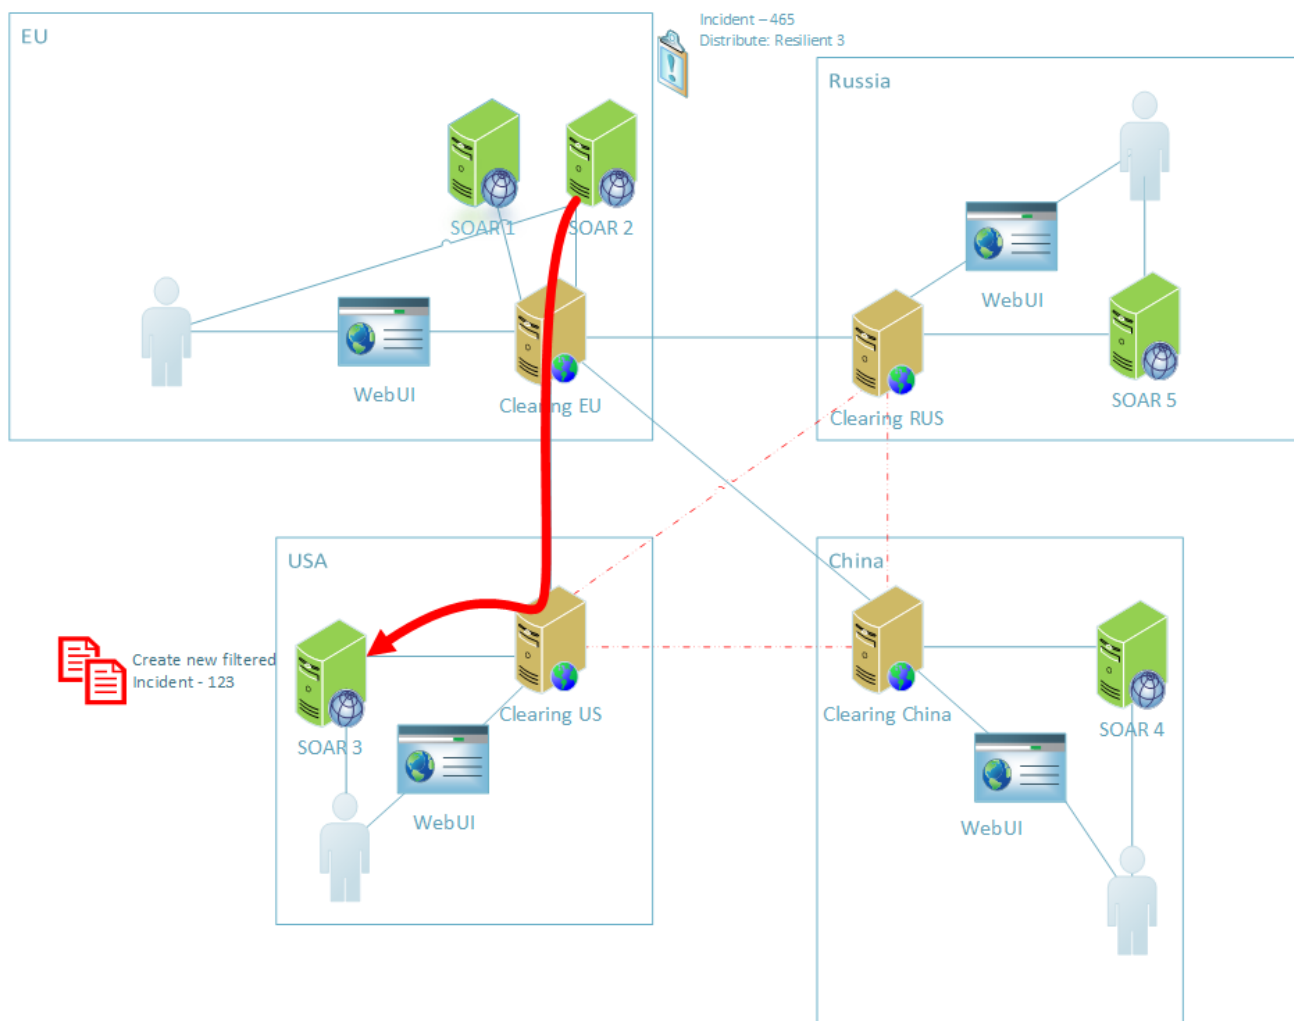 Incident – 465
Distribute: Resilient 3
EU
Russia
SOAR 1
SOAR 2
WebUI
WebUI
Clearing EU
SOAR 5
Clearing RUS
USA
China
Create new filtered
Incident - 123
Clearing US
Clearing China
SOAR 3
SOAR 4
WebUI
WebUI